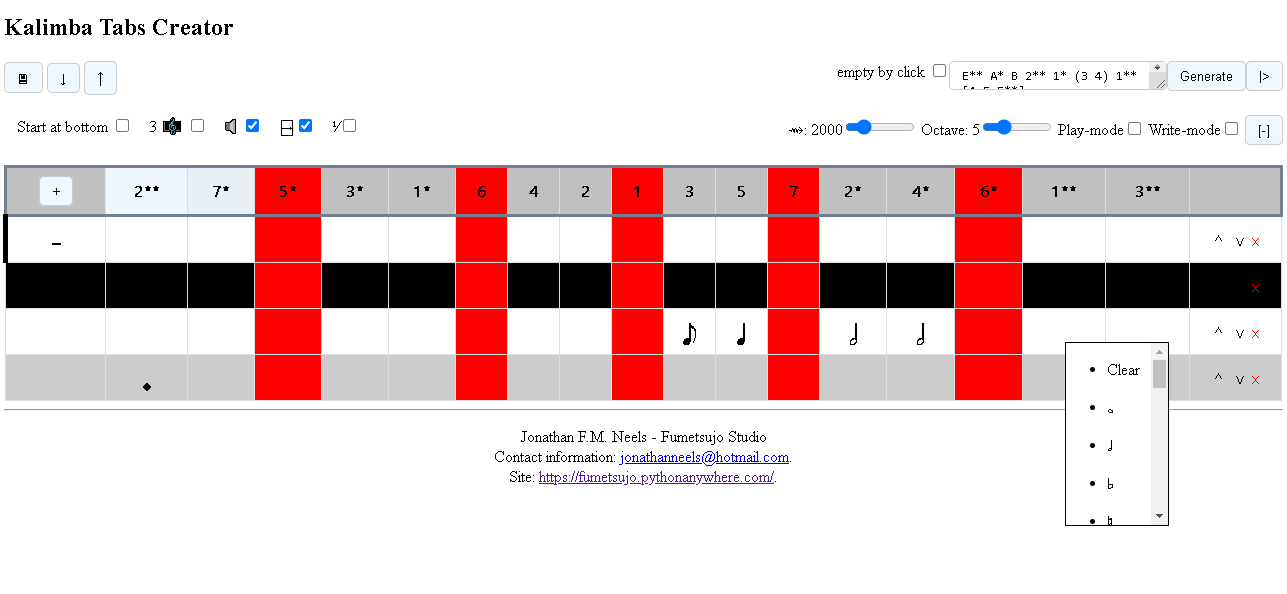 Kalimba Tabs Creator
↓ ↑
empty by click E** A* B 2** 1* (3 4) 1** Generate |>
Start at bottom 3 ⅟
⇝: 2000 Octave: 5 Play-mode Write-mode [-]
+ 2** 7* 5* 3* 1* 6 4 2 1 3 5 7 2* 4* 6* 1** 3**
– ^ v x
x
^ v x
^ v x
Clear
Jonathan F.M. Neels - Fumetsujo Studio
Contact information: jonathanneels@hotmail.com.
Site: https://fumetsujo.pythonanywhere.com/.